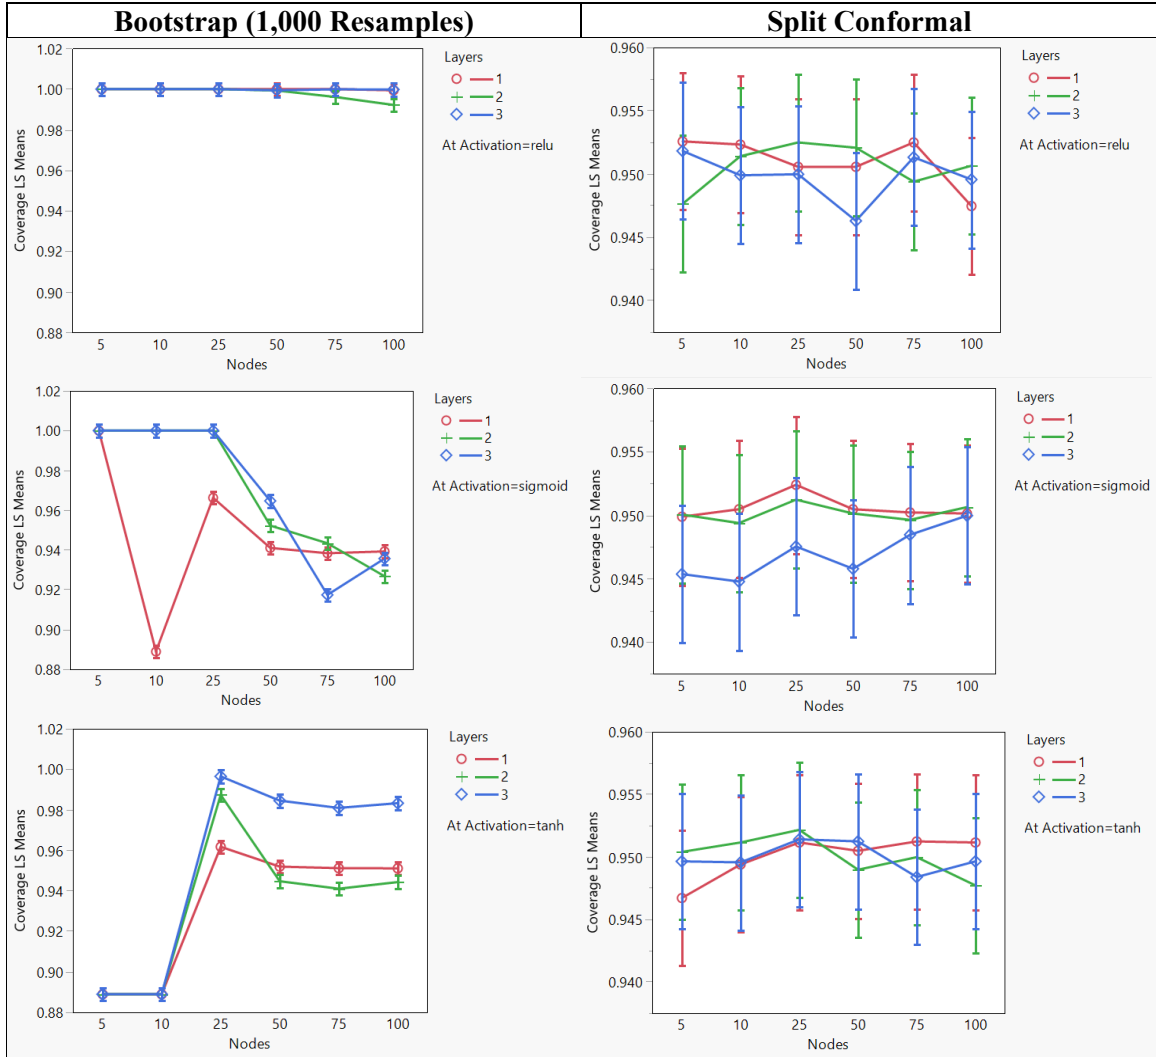 Bootstrap (1,000 Resamples)
Split Conformal
Coverage LS Means
1.02
1.00
0.98
0.96
0.94
0.92
0.90
0.88
5 10 25 50 75 100
Nodes
Layers
1
2
3
At Activation=relu
Coverage LS Means
0.960
0.955
0.950
0.945
0.940
5 10 25 50 75 100
Nodes
Layers
1
2
3
At Activation=relu
Coverage LS Means
1.02
1.00
0.98
0.96
0.94
0.92
0.90
0.88
5 10 25 50 75 100
Nodes
Layers
1
2
3
At Activation=sigmoid
Coverage LS Means
0.960
0.955
0.950
0.945
0.940
5 10 25 50 75 100
Nodes
Layers
1
2
3
At Activation=sigmoid
Coverage LS Means
1.02
1.00
0.98
0.96
0.94
0.92
0.90
0.88
5 10 25 50 75 100
Nodes
Layers
1
2
3
At Activation=tanh
Coverage LS Means
0.960
0.955
0.950
0.945
0.940
5 10 25 50 75 100
Nodes
Layers
1
2
3
At Activation=tanh